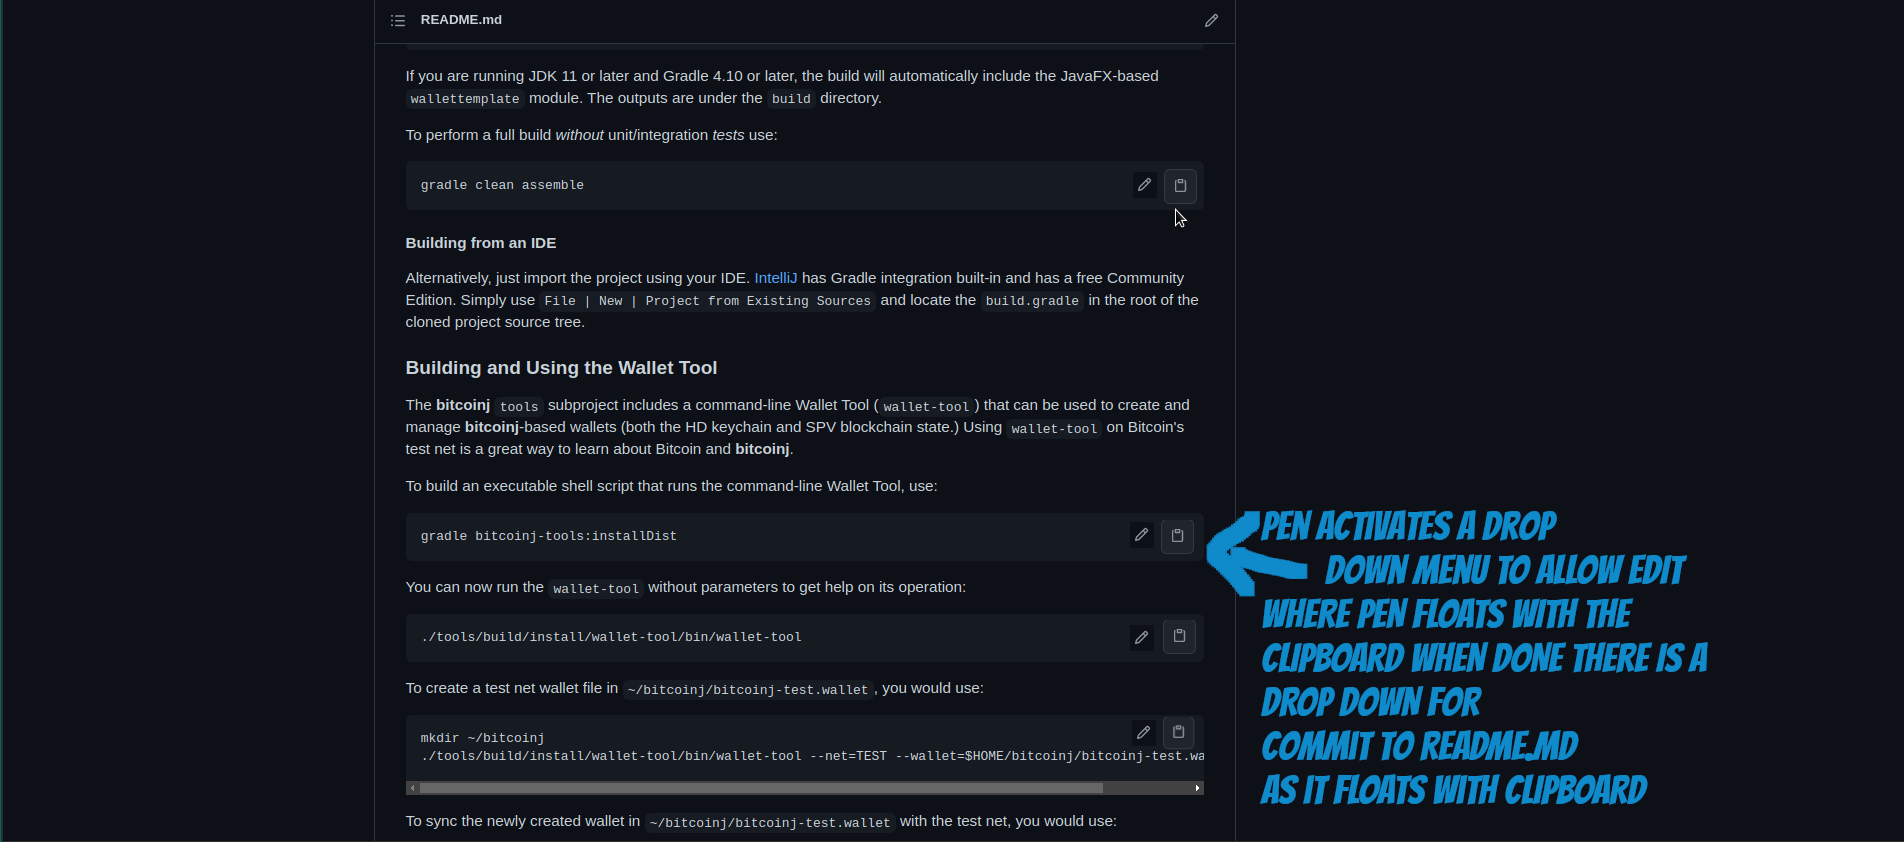 README.md
If you are running JDK 11 or later and Gradle 4.10 or later, the build will automatically include the JavaFX-based
wallettemplate module. The outputs are under the build directory.
To perform a full build without unit/integration tests use:
gradle clean assemble
Building from an IDE
Alternatively, just import the project using your IDE. IntelliJ has Gradle integration built-in and has a free Community
Edition. Simply use File | New | Project from Existing Sources and locate the build.gradle in the root of the
cloned project source tree.
Building and Using the Wallet Tool
The bitcoinj tools subproject includes a command-line Wallet Tool ( wallet-tool ) that can be used to create and
manage bitcoinj-based wallets (both the HD keychain and SPV blockchain state.) Using wallet-tool on Bitcoin's
test net is a great way to learn about Bitcoin and bitcoinj.
To build an executable shell script that runs the command-line Wallet Tool, use:
gradle bitcoinj-tools:installDist
You can now run the wallet-tool without parameters to get help on its operation:
./tools/build/install/wallet-tool/bin/wallet-tool
To create a test net wallet file in ~/bitcoinj/bitcoinj-test.wallet, you would use:
mkdir ~/bitcoinj
./tools/build/install/wallet-tool/bin/wallet-tool --net=TEST --wallet=$HOME/bitcoinj/bitcoinj-test.wa
To sync the newly created wallet in ~/bitcoinj/bitcoinj-test.wallet with the test net, you would use:
PEN ACTIVATES A DROP
DOWN MENU TO ALLOW EDIT
WHERE PEN FLOATS WITH THE
CLIPBOARD WHEN DONE THERE IS A
DROP DOWN FOR
COMMIT TO README.MD
AS IT FLOATS WITH CLIPBOARD